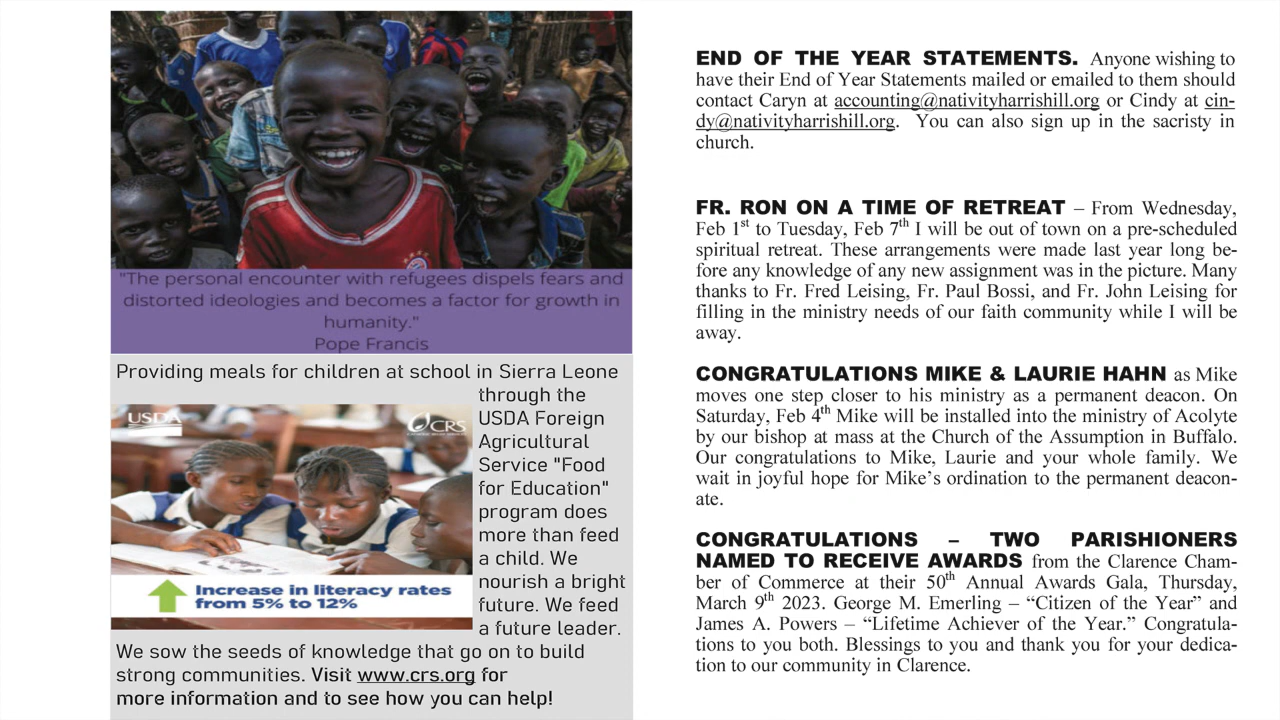 "The personal encounter with refugees dispels fears and
distorted ideologies and becomes a factor for growth in
humanity."
Pope Francis
Providing meals for children at school in Sierra Leone
through the
USDA Foreign
Agricultural
Service "Food
for Education"
program does
more than feed
a child. We
nourish a bright
future. We feed
a future leader.
USDA
CRS
Increase in literacy rates
from 5% to 12%
We sow the seeds of knowledge that go on to build
strong communities. Visit www.crs.org for
more information and to see how you can help!
END OF THE YEAR STATEMENTS. Anyone wishing to
have their End of Year Statements mailed or emailed to them should
contact Caryn at accounting@nativityharrishill.org or Cindy at cin-
dy@nativityharrishill.org. You can also sign up in the sacristy in
church.
FR. RON ON A TIME OF RETREAT – From Wednesday,
Feb 1st to Tuesday, Feb 7th I will be out of town on a pre-scheduled
spiritual retreat. These arrangements were made last year long be-
fore any knowledge of any new assignment was in the picture. Many
thanks to Fr. Fred Leising, Fr. Paul Bossi, and Fr. John Leising for
filling in the ministry needs of our faith community while I will be
away.
CONGRATULATIONS MIKE & LAURIE HAHN as Mike
moves one step closer to his ministry as a permanent deacon. On
Saturday, Feb 4th Mike will be installed into the ministry of Acolyte
by our bishop at mass at the Church of the Assumption in Buffalo.
Our congratulations to Mike, Laurie and your whole family. We
wait in joyful hope for Mike’s ordination to the permanent deacon-
ate.
CONGRATULATIONS – TWO PARISHIONERS
NAMED TO RECEIVE AWARDS from the Clarence Cham-
ber of Commerce at their 50th Annual Awards Gala, Thursday,
March 9th 2023. George M. Emerling – “Citizen of the Year” and
James A. Powers – “Lifetime Achiever of the Year.” Congratula-
tions to you both. Blessings to you and thank you for your dedica-
tion to our community in Clarence.